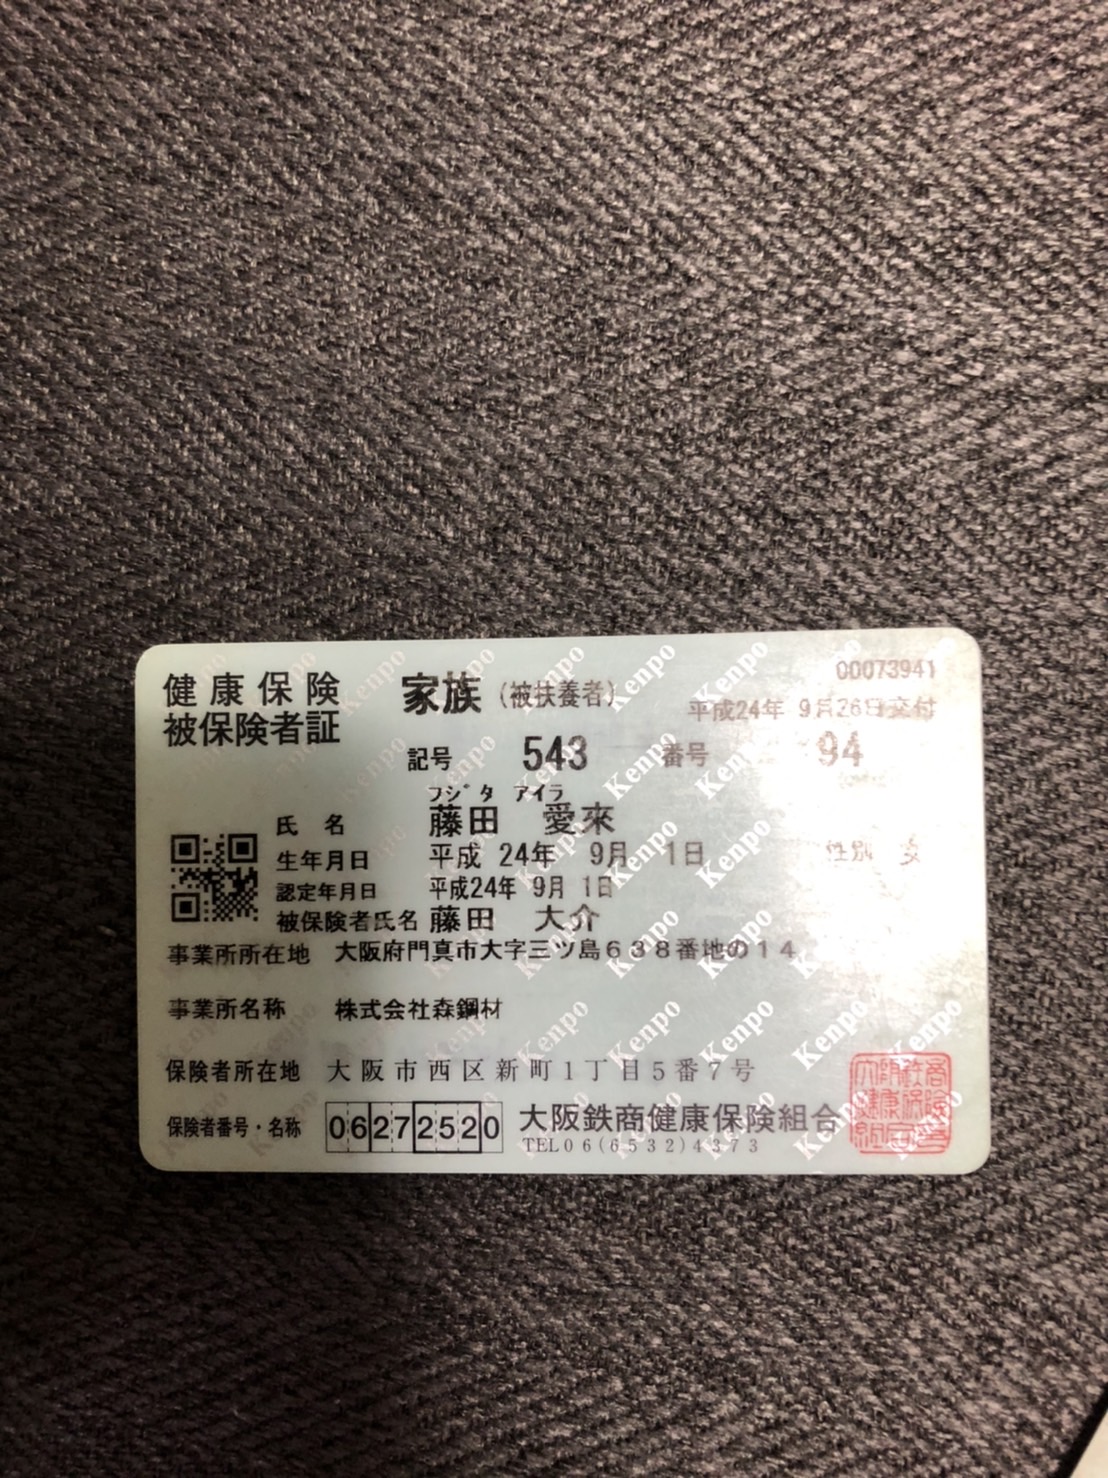 00073941
健康保険 家族（被扶養者）
被保険者証
平成24年 9月26日交付
記号 543 番号 94
フジタ アイラ
氏 名 藤田 愛來
生年月日 平成 24年 9月 1日 性別 女
認定年月日 平成24年 9月 1日
被保険者氏名 藤田 大介
事業所所在地 大阪府門真市大字三ツ島６３８番地の１４
事業所名称 株式会社森鋼材
保険者所在地 大阪市西区新町１丁目５番７号
保険者番号・名称 06272520 大阪鉄商健康保険組合
TEL０６(６５３２)４３７３
Kenpo